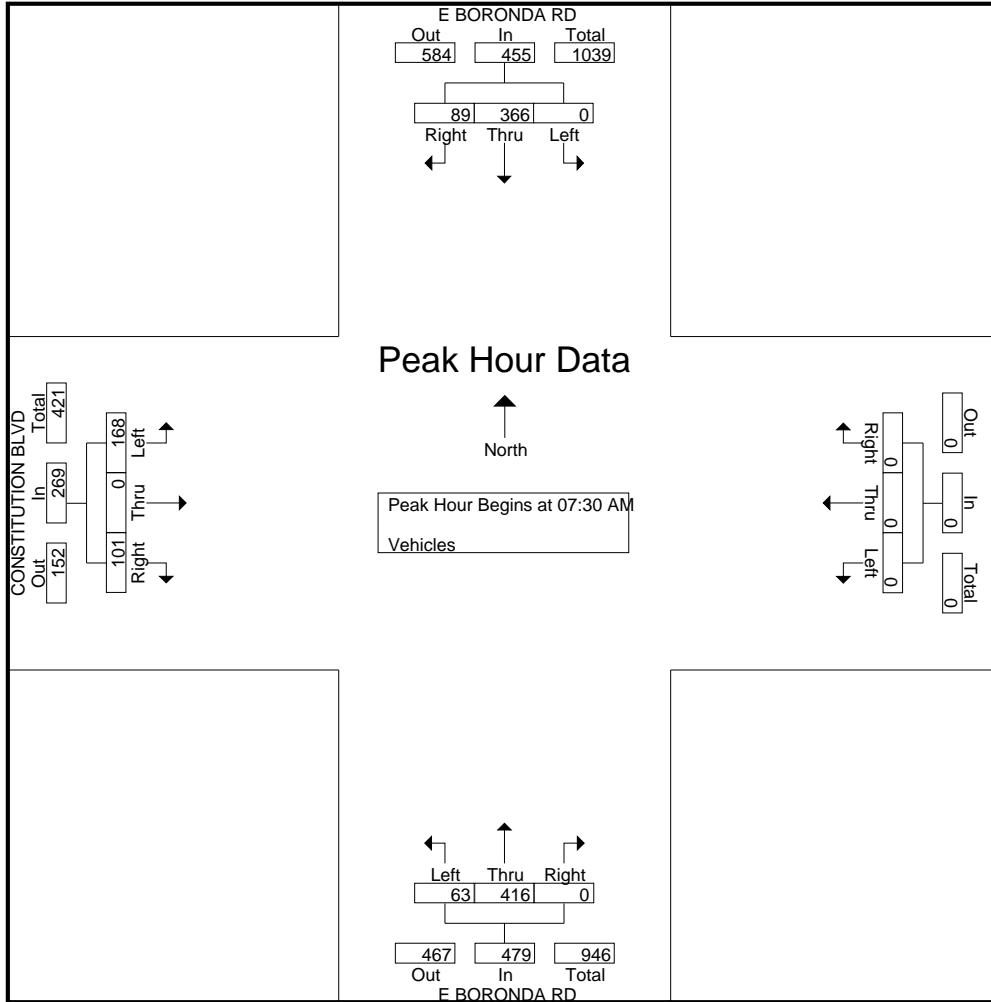 E BORONDA RD
Out In Total
584 455 1039
89 366 0
Right Thru Left
Peak Hour Data
North
Peak Hour Begins at 07:30 AM
Vehicles
CONSTITUTION BLVD
Out In Total
152 269 421
101 0 168
Right Thru Left
Right Thru Left
0 0 0
Out In Total
0 0 0
Left Thru Right
63 416 0
467 479 946
Out In Total
E BORONDA RD